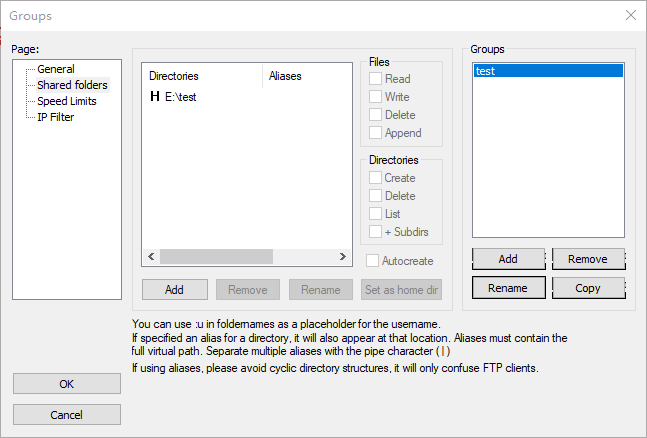 Groups
Page:
General
Shared folders
Speed Limits
IP Filter
OK
Cancel
Directories Aliases
H E:\test
Add Remove Rename Set as home dir
Files
Read
Write
Delete
Append
Directories
Create
Delete
List
+ Subdirs
Autocreate
Groups
test
Add Remove
Rename Copy
You can use :u in foldernames as a placeholder for the username.
If specified an alias for a directory, it will also appear at that location. Aliases must contain the
full virtual path. Separate multiple aliases with the pipe character ( | )
If using aliases, please avoid cyclic directory structures, it will only confuse FTP clients.